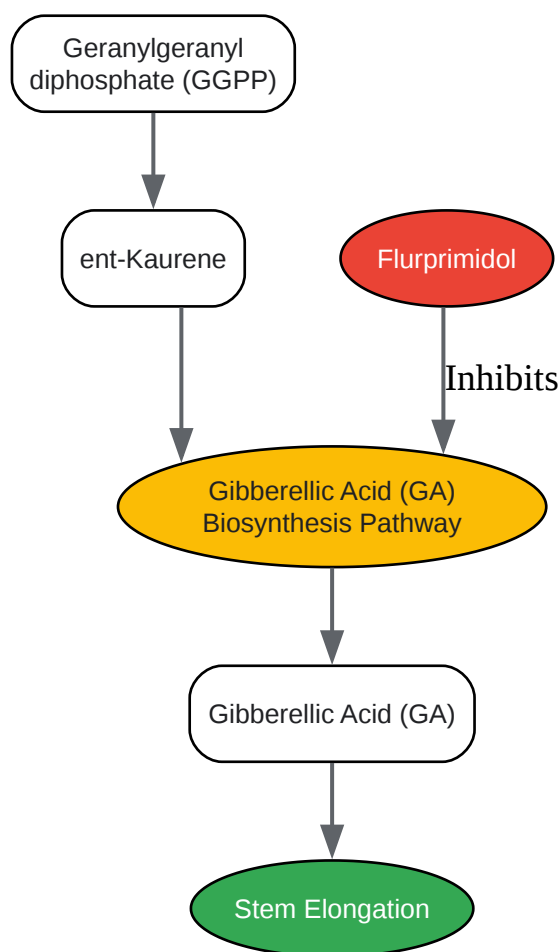 Geranylgeranyl
diphosphate (GGPP)
ent-Kaurene
Flurprimidol
Inhibits
Gibberellic Acid (GA)
Biosynthesis Pathway
Gibberellic Acid (GA)
Stem Elongation